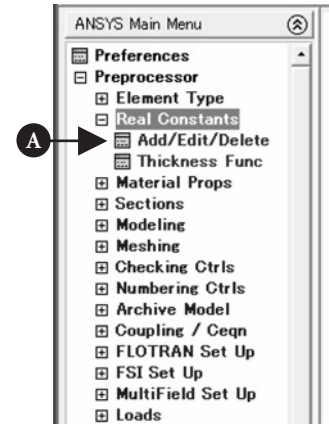 ANSYS Main Menu
Preferences
Preprocessor
Element Type
Real Constants
A
Add/Edit/Delete
Thickness Func
Material Props
Sections
Modeling
Meshing
Checking Ctrls
Numbering Ctrls
Archive Model
Coupling / Ceqn
FLOTRAN Set Up
FSI Set Up
MultiField Set Up
Loads